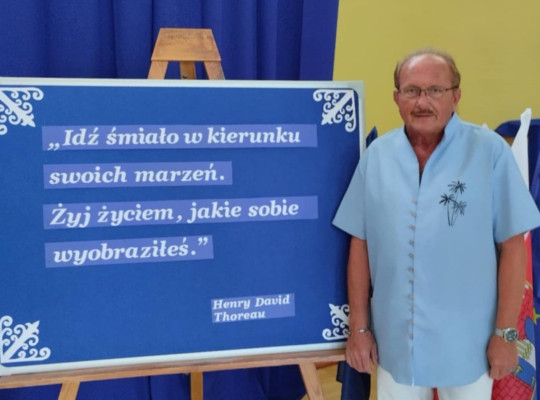 „Idź śmiało w kierunku
swoich marzeń.
Żyj życiem, jakie sobie
wyobraziłeś.”
Henry David
Thoreau